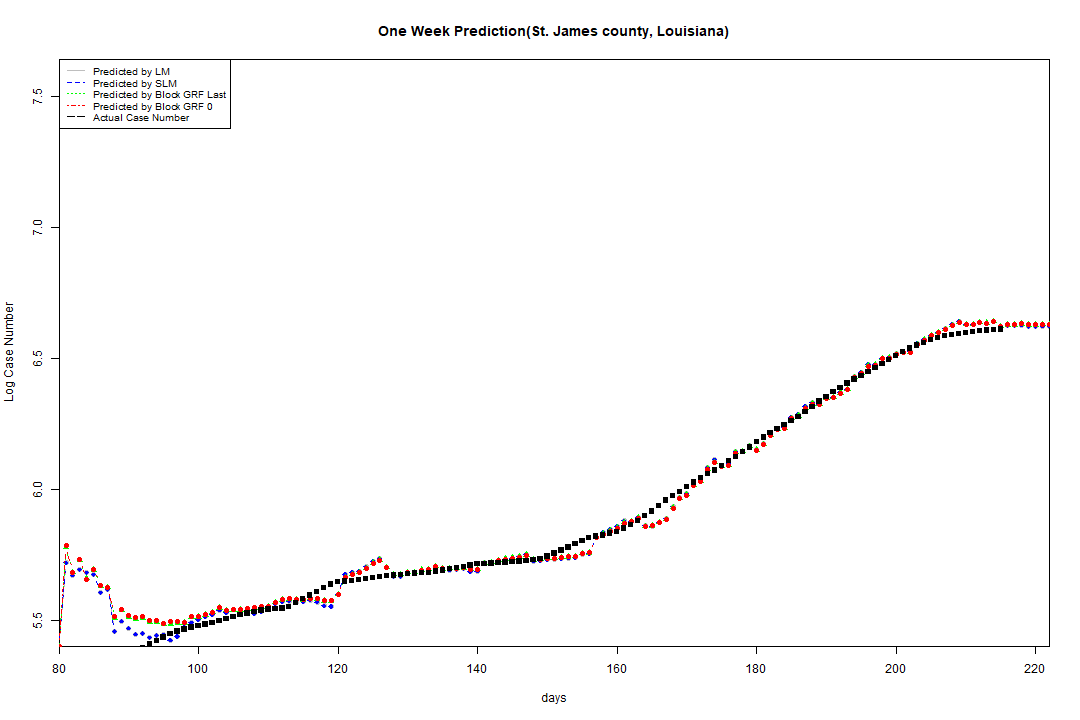 One Week Prediction(St. James county, Louisiana)
Predicted by LM
Predicted by SLM
Predicted by Block GRF Last
Predicted by Block GRF 0
Actual Case Number
7.5
7.0
6.5
6.0
5.5
Log Case Number
80 100 120 140 160 180 200 220
days